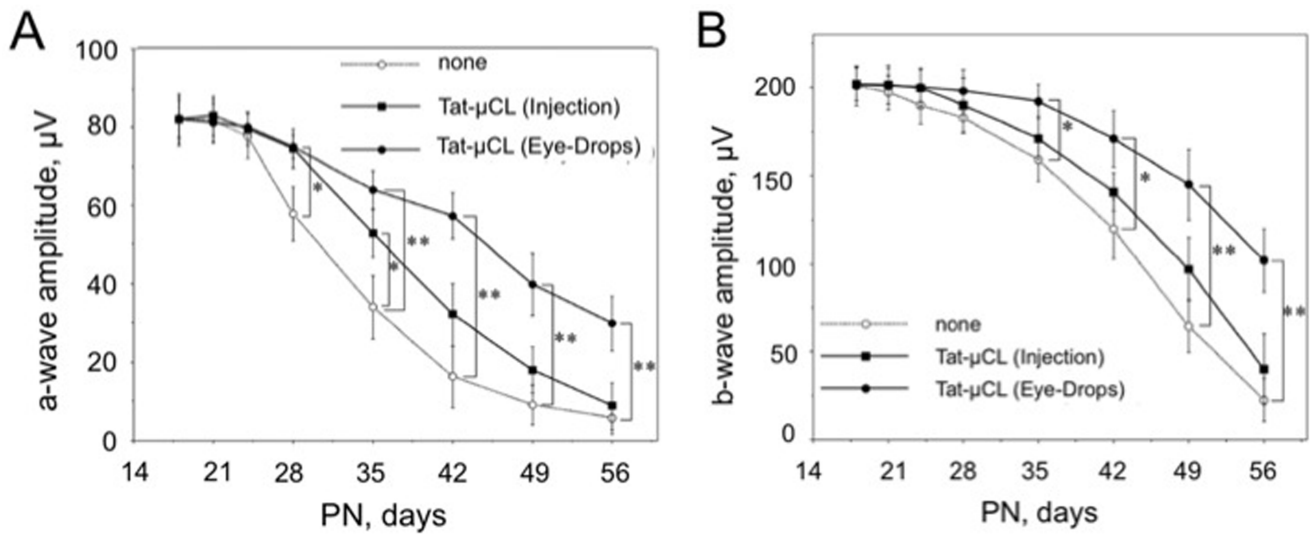 A
a-wave amplitude, µV
100
80
60
40
20
0
none
Tat-µCL (Injection)
Tat-µCL (Eye-Drops)
*
**
*
**
**
**
14 21 28 35 42 49 56
PN, days
B
b-wave amplitude, µV
200
150
100
50
0
*
*
**
**
none
Tat-µCL (Injection)
Tat-µCL (Eye-Drops)
14 21 28 35 42 49 56
PN, days